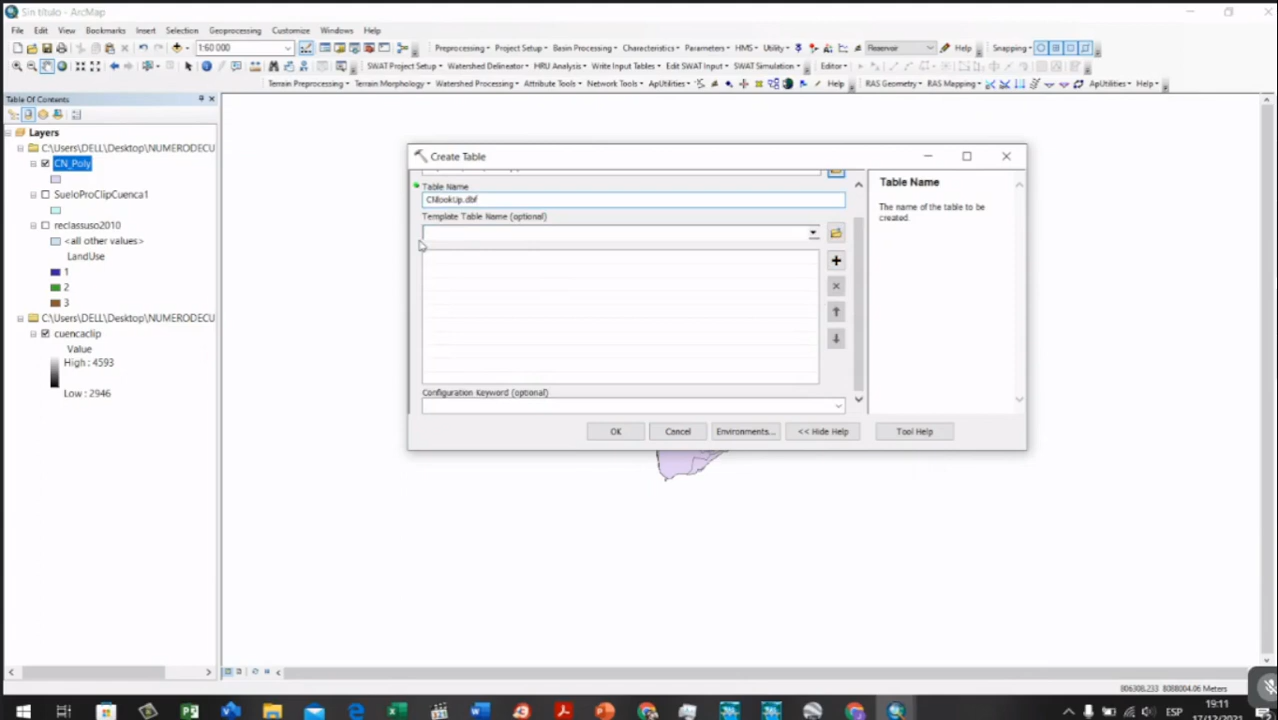 Sin título - ArcMap
File Edit View Bookmarks Insert Selection Geoprocessing Customize Windows Help
1:60 000
Preprocessing Project Setup Basin Processing Characteristics Parameters HMS Utility Reservoir Help Snapping
SWAT Project Setup Watershed Delineator HRU Analysis Write Input Tables Edit SWAT Input SWAT Simulation Editor
Terrain Preprocessing Terrain Morphology Watershed Processing Attribute Tools Network Tools ApUtilities Help RAS Geometry RAS Mapping ApUtilities Help
Table Of Contents
Layers
C:\Users\DELL\Desktop\NUMERODECU
CN_Poly
SueloProClipCuenca1
reclassuso2010
<all other values>
LandUse
1
2
3
C:\Users\DELL\Desktop\NUMERODECU
cuencaclip
Value
High : 4593
Low : 2946
Create Table
Table Name
CNlookUp.dbf
Template Table Name (optional)
Configuration Keyword (optional)
OK Cancel Environments... << Hide Help Tool Help
Table Name
The name of the table to be
created.
806308.233 8088004.06 Meters
ESP
19:11
17/12/2021